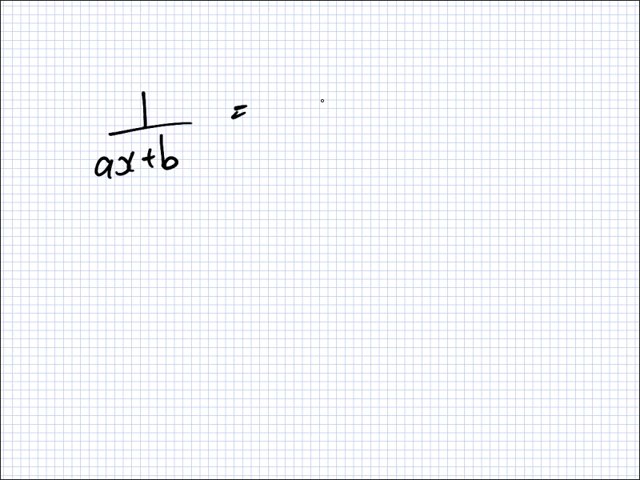 1 =
ax+b